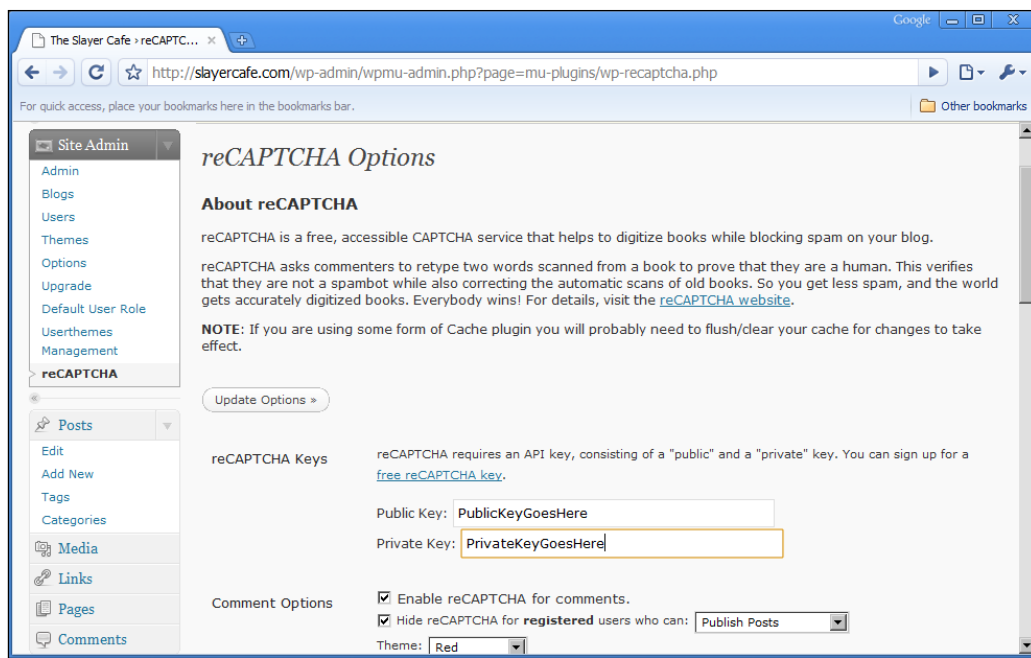 Google
The Slayer Cafe › reCAPTC...
http://slayercafe.com/wp-admin/wpmu-admin.php?page=mu-plugins/wp-recaptcha.php
For quick access, place your bookmarks here in the bookmarks bar.
Other bookmarks
Site Admin
Admin
Blogs
Users
Themes
Options
Upgrade
Default User Role
Userthemes
Management
reCAPTCHA
Posts
Edit
Add New
Tags
Categories
Media
Links
Pages
Comments
reCAPTCHA Options
About reCAPTCHA
reCAPTCHA is a free, accessible CAPTCHA service that helps to digitize books while blocking spam on your blog.
reCAPTCHA asks commenters to retype two words scanned from a book to prove that they are a human. This verifies
that they are not a spambot while also correcting the automatic scans of old books. So you get less spam, and the world
gets accurately digitized books. Everybody wins! For details, visit the reCAPTCHA website.
NOTE: If you are using some form of Cache plugin you will probably need to flush/clear your cache for changes to take
effect.
Update Options »
reCAPTCHA Keys
reCAPTCHA requires an API key, consisting of a "public" and a "private" key. You can sign up for a
free reCAPTCHA key.
Public Key: PublicKeyGoesHere
Private Key: PrivateKeyGoesHere
Comment Options
Enable reCAPTCHA for comments.
Hide reCAPTCHA for registered users who can: Publish Posts
Theme: Red